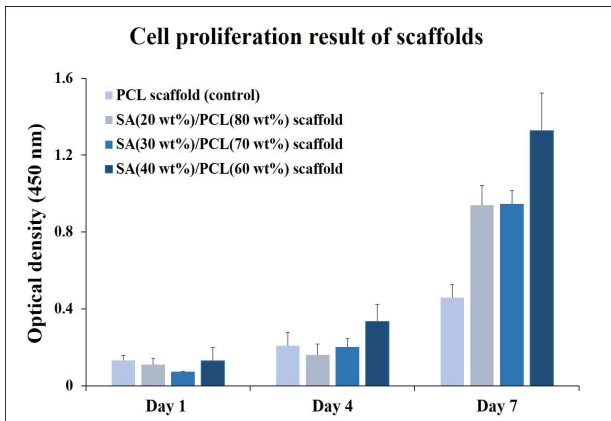 Cell proliferation result of scaffolds
Optical density (450 nm)
1.6
1.2
0.8
0.4
0
PCL scaffold (control)
SA(20 wt%)/PCL(80 wt%) scaffold
SA(30 wt%)/PCL(70 wt%) scaffold
SA(40 wt%)/PCL(60 wt%) scaffold
Day 1
Day 4
Day 7